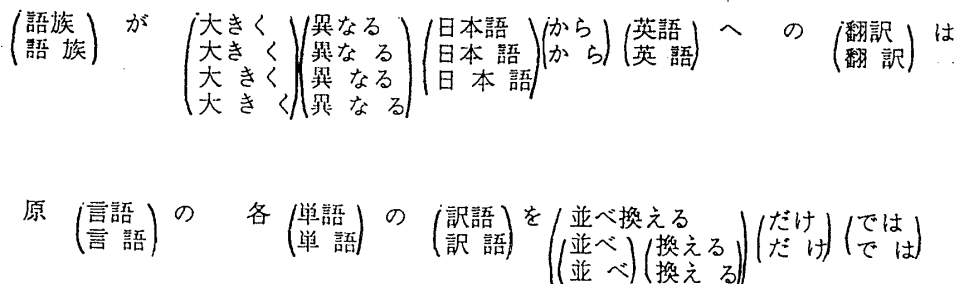 (語族 が (大きく (異なる (日本語 (から (英語 へ の (翻訳 は
語 族) 大き く 異な る 日本 語 か ら) 英 語) 翻 訳)
大 きく 異 なる 日 本 語)
大 き く) 異 な る)
原 (言語 の 各 (単語 の (訳語 を (並べ換える (だけ (では
言 語) 単 語) 訳 語) (並べ (換える だ け) で は)
並 べ) 換え る))